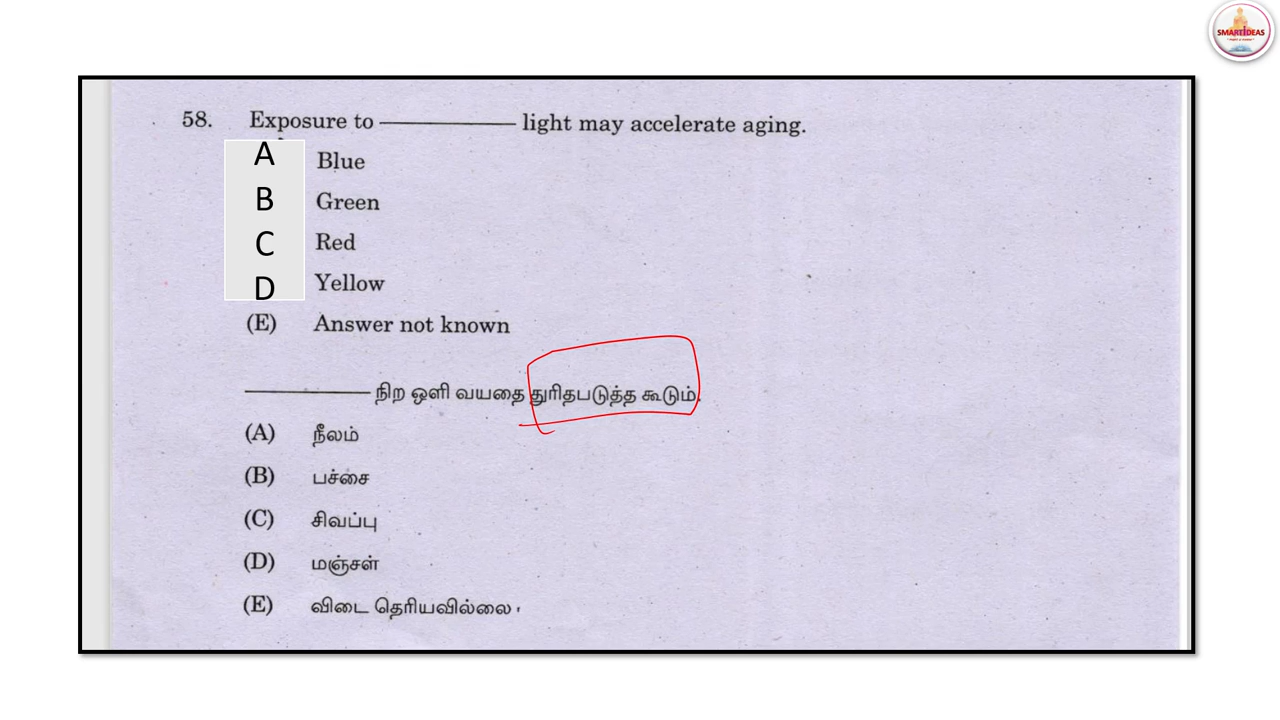 SMARTIDEAS
58. Exposure to ———— light may accelerate aging.
A Blue
B Green
C Red
D Yellow
(E) Answer not known
———— நிற ஒளி வயதை துரிதபடுத்த கூடும்.
(A) நீலம்
(B) பச்சை
(C) சிவப்பு
(D) மஞ்சள்
(E) விடை தெரியவில்லை